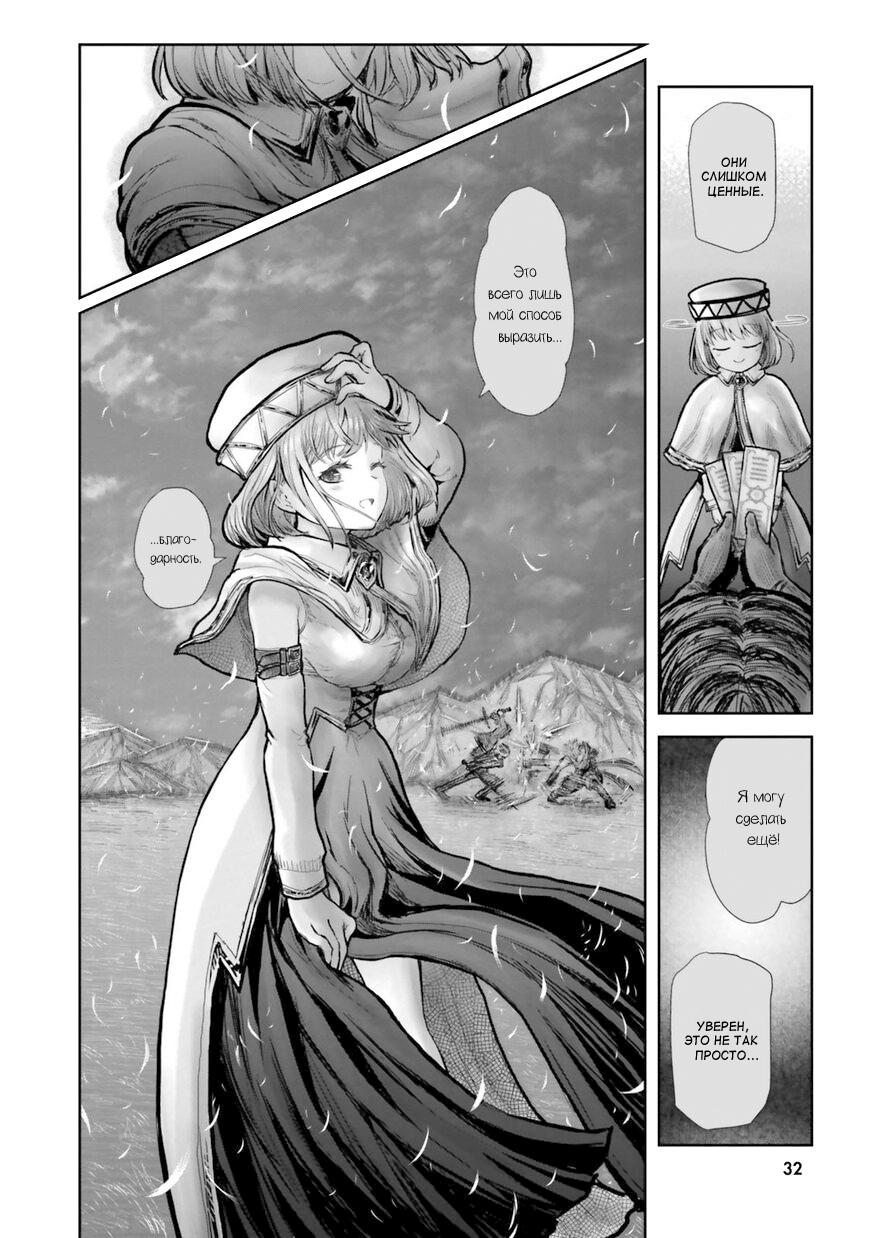 ОНИ
СЛИШКОМ
ЦЕННЫЕ.
Я могу
сделать
ещё!
УВЕРЕН,
ЭТО НЕ ТАК
ПРОСТО...
Это
всего лишь
мой способ
выразить...
...благо-
дарность.
32